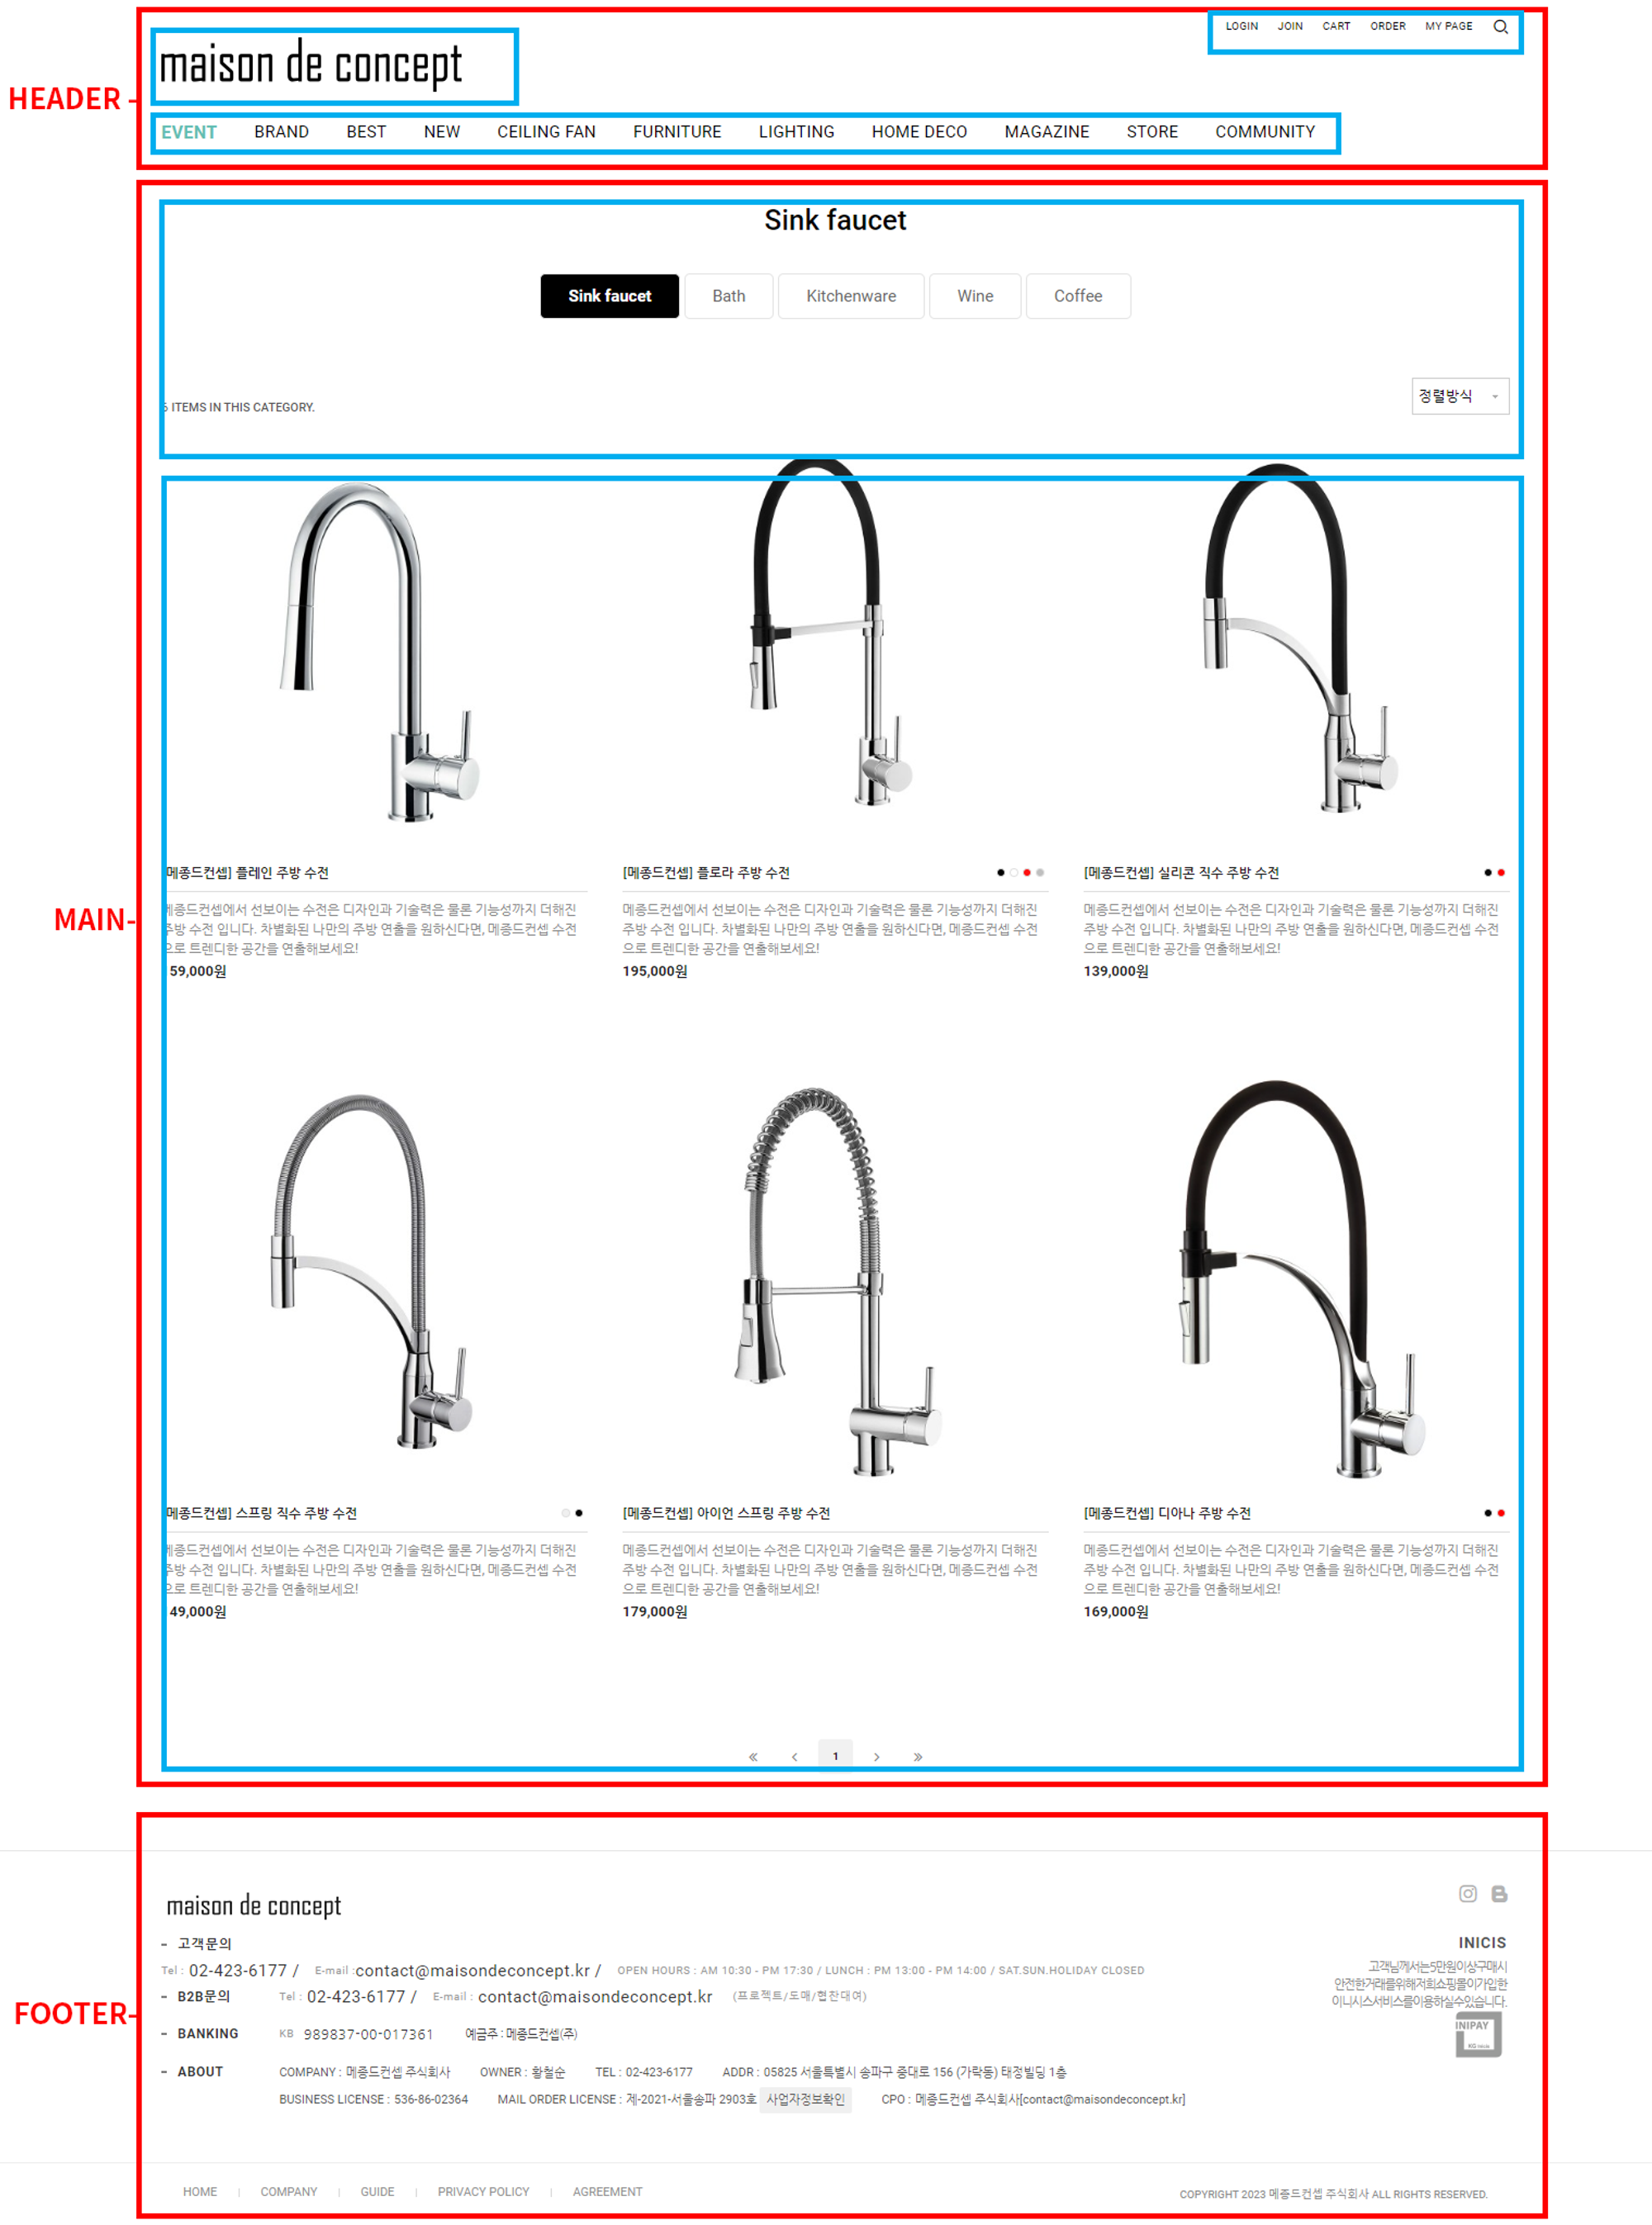 LOGIN JOIN CART ORDER MY PAGE
maison de concept
HEADER
EVENT BRAND BEST NEW CEILING FAN FURNITURE LIGHTING HOME DECO MAGAZINE STORE COMMUNITY
Sink faucet
Sink faucet Bath Kitchenware Wine Coffee
6 ITEMS IN THIS CATEGORY.
정렬방식
[메종드컨셉] 플레인 주방 수전
메종드컨셉에서 선보이는 수전은 디자인과 기술력은 물론 기능성까지 더해진
주방 수전 입니다. 차별화된 나만의 주방 연출을 원하신다면, 메종드컨셉 수전
으로 트렌디한 공간을 연출해보세요!
59,000원
[메종드컨셉] 플로라 주방 수전
메종드컨셉에서 선보이는 수전은 디자인과 기술력은 물론 기능성까지 더해진
주방 수전 입니다. 차별화된 나만의 주방 연출을 원하신다면, 메종드컨셉 수전
으로 트렌디한 공간을 연출해보세요!
195,000원
[메종드컨셉] 실리콘 직수 주방 수전
메종드컨셉에서 선보이는 수전은 디자인과 기술력은 물론 기능성까지 더해진
주방 수전 입니다. 차별화된 나만의 주방 연출을 원하신다면, 메종드컨셉 수전
으로 트렌디한 공간을 연출해보세요!
139,000원
MAIN
[메종드컨셉] 스프링 직수 주방 수전
메종드컨셉에서 선보이는 수전은 디자인과 기술력은 물론 기능성까지 더해진
주방 수전 입니다. 차별화된 나만의 주방 연출을 원하신다면, 메종드컨셉 수전
으로 트렌디한 공간을 연출해보세요!
49,000원
[메종드컨셉] 아이언 스프링 주방 수전
메종드컨셉에서 선보이는 수전은 디자인과 기술력은 물론 기능성까지 더해진
주방 수전 입니다. 차별화된 나만의 주방 연출을 원하신다면, 메종드컨셉 수전
으로 트렌디한 공간을 연출해보세요!
179,000원
[메종드컨셉] 디아나 주방 수전
메종드컨셉에서 선보이는 수전은 디자인과 기술력은 물론 기능성까지 더해진
주방 수전 입니다. 차별화된 나만의 주방 연출을 원하신다면, 메종드컨셉 수전
으로 트렌디한 공간을 연출해보세요!
169,000원
« ‹ 1 › »
maison de concept
- 고객문의
Tel : 02-423-6177 / E-mail :contact@maisondeconcept.kr / OPEN HOURS : AM 10:30 - PM 17:30 / LUNCH : PM 13:00 - PM 14:00 / SAT.SUN.HOLIDAY CLOSED
- B2B문의 Tel : 02-423-6177 / E-mail : contact@maisondeconcept.kr (프로젝트/도매/협찬대여)
FOOTER
- BANKING KB 989837-00-017361 예금주 : 메종드컨셉(주)
- ABOUT COMPANY : 메종드컨셉 주식회사 OWNER : 황철순 TEL : 02-423-6177 ADDR : 05825 서울특별시 송파구 중대로 156 (가락동) 태정빌딩 1층
BUSINESS LICENSE : 536-86-02364 MAIL ORDER LICENSE : 제-2021-서울송파 2903호 사업자정보확인 CPO : 메종드컨셉 주식회사[contact@maisondeconcept.kr]
INICIS
고객님께서는5만원이상구매시
안전한거래를위해저희쇼핑몰이가입한
이니시스서비스를이용하실수있습니다.
INIPAY
KG INICIS
HOME | COMPANY | GUIDE | PRIVACY POLICY | AGREEMENT
COPYRIGHT 2023 메종드컨셉 주식회사 ALL RIGHTS RESERVED.